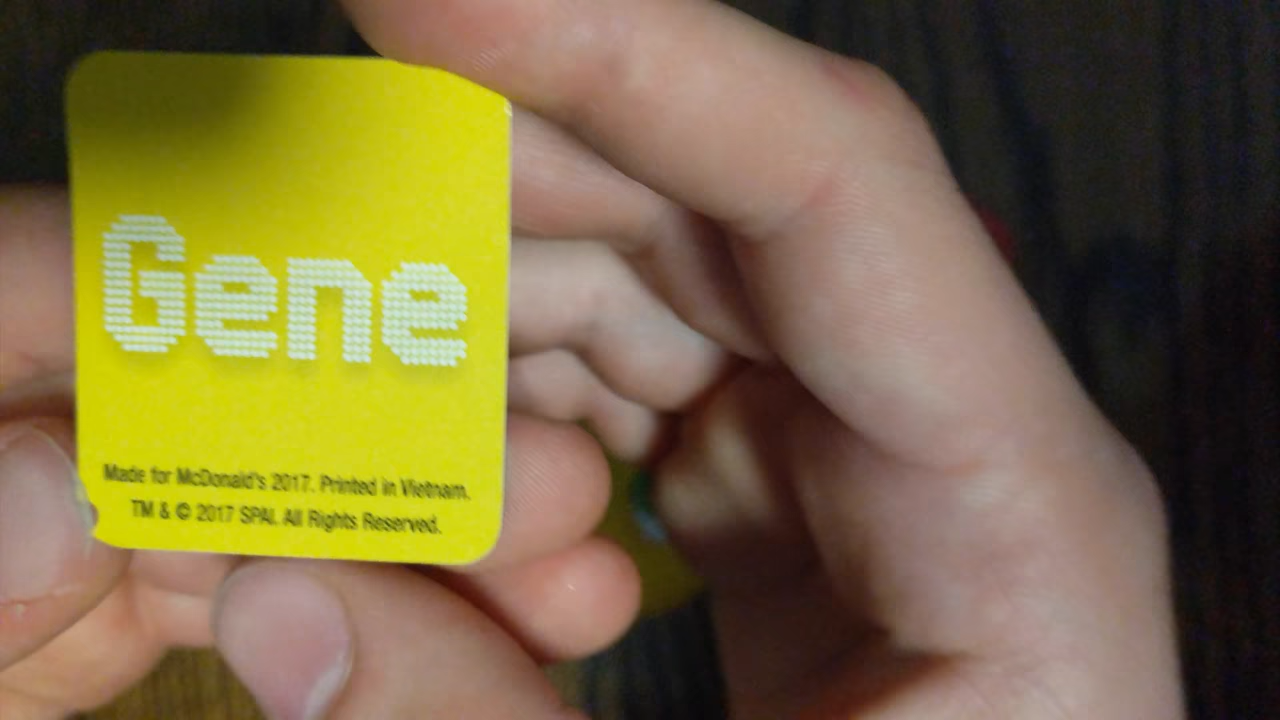 Gene
Made for McDonald's 2017. Printed in Vietnam.
TM & © 2017 SPAI. All Rights Reserved.